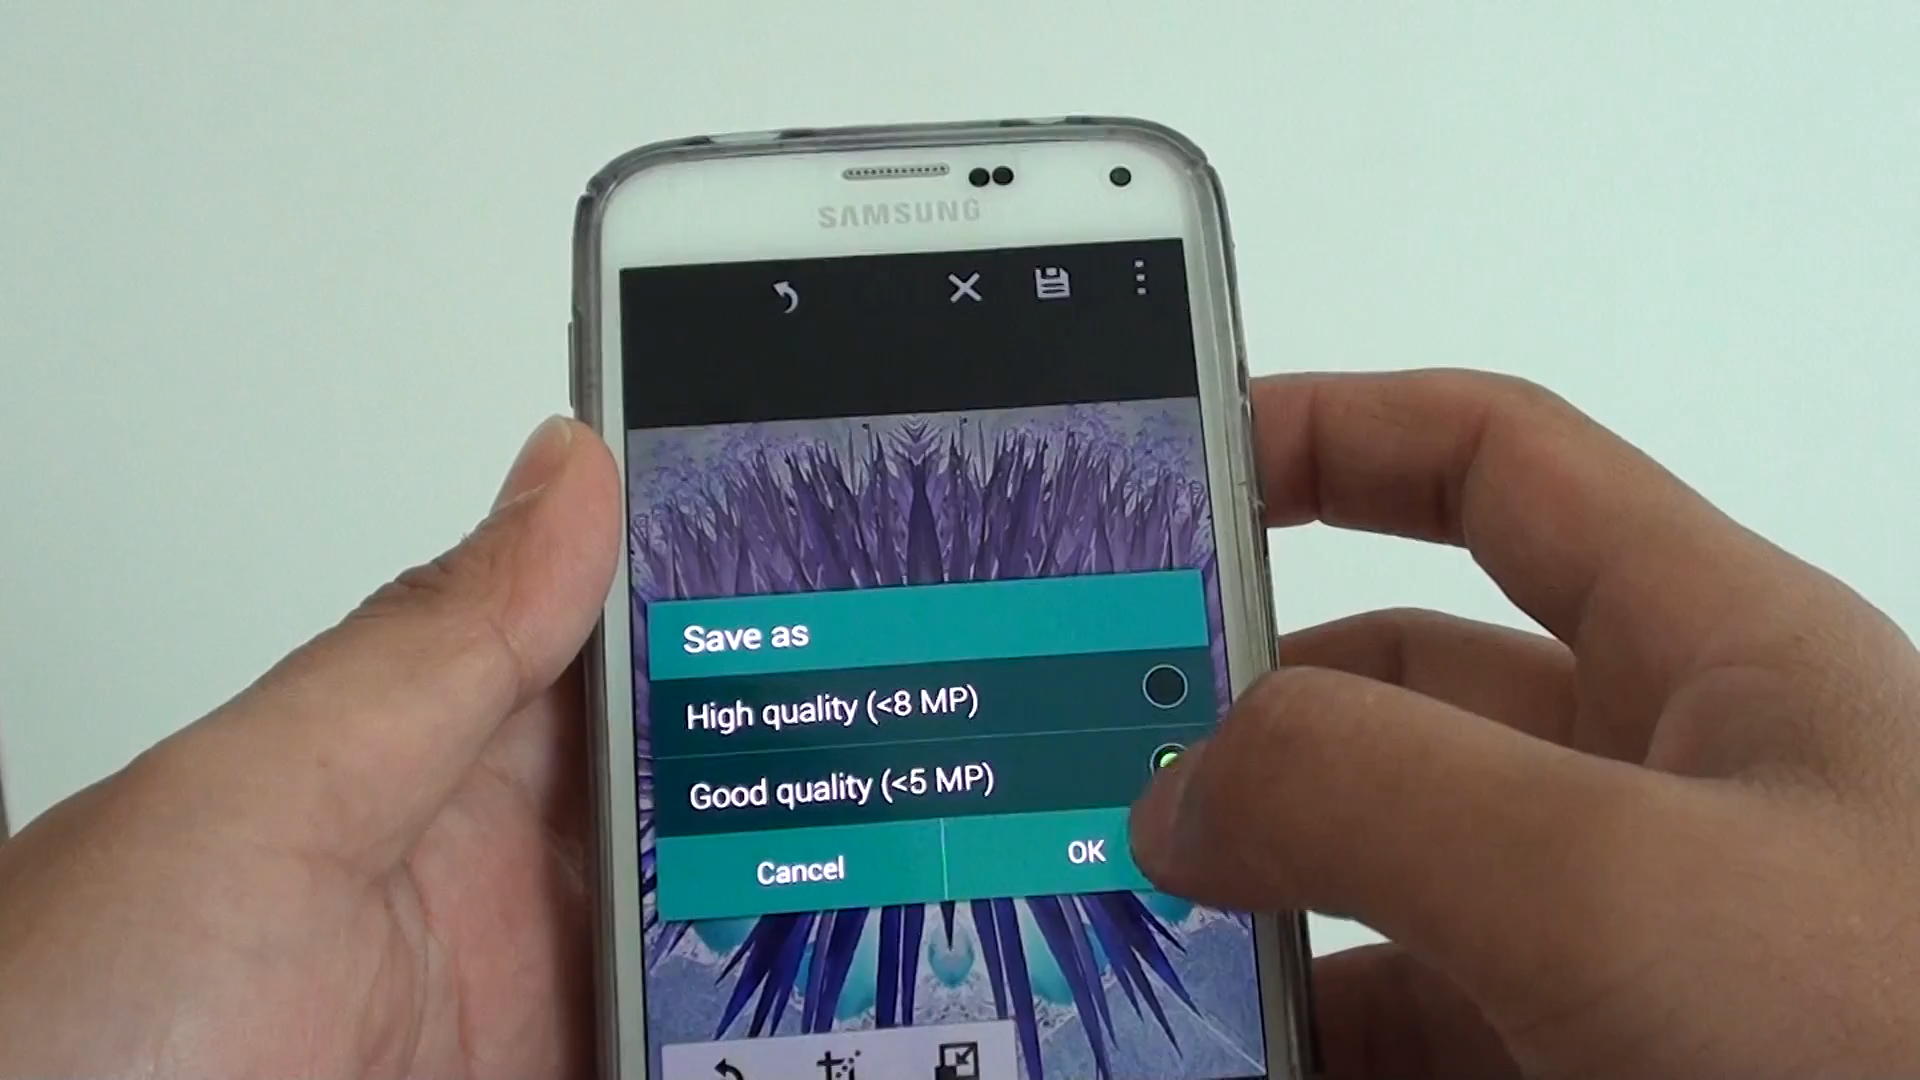 SAMSUNG
Save as
High quality (<8 MP)
Good quality (<5 MP)
Cancel
OK